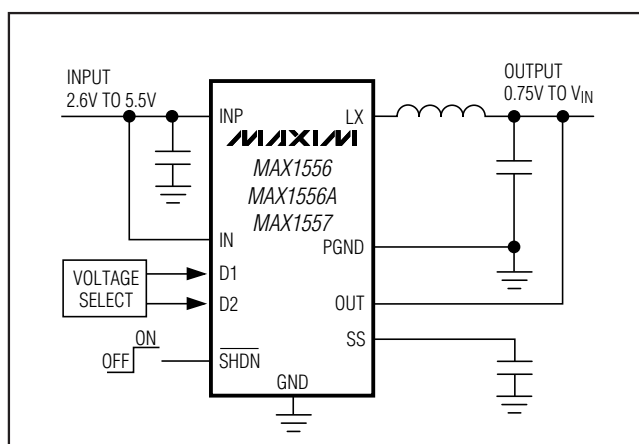 INPUT
2.6V TO 5.5V
OUTPUT
0.75V TO VIN
INP
LX
MAXIM
MAX1556
MAX1556A
MAX1557
IN
PGND
VOLTAGE
SELECT
D1
D2
OUT
SS
ON
OFF
SHDN
GND